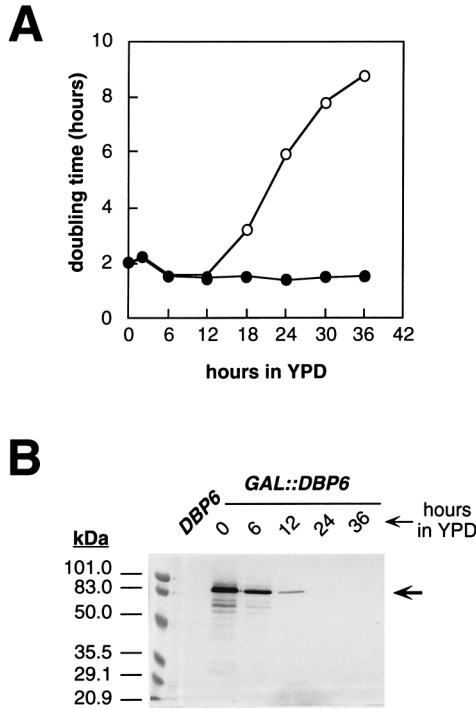 A
10
8
6
4
2
0
doubling time (hours)
0 6 12 18 24 30 36 42
hours in YPD
B
GAL::DBP6
DBP6 0 6 12 24 36 hours
in YPD
kDa
101.0
83.0
50.0
35.5
29.1
20.9